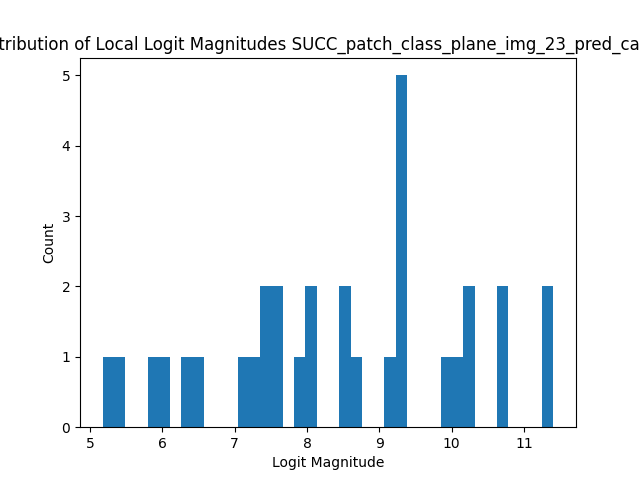 tribution of Local Logit Magnitudes SUCC_patch_class_plane_img_23_pred_ca
5
4
3
2
1
0
Count
5 6 7 8 9 10 11
Logit Magnitude